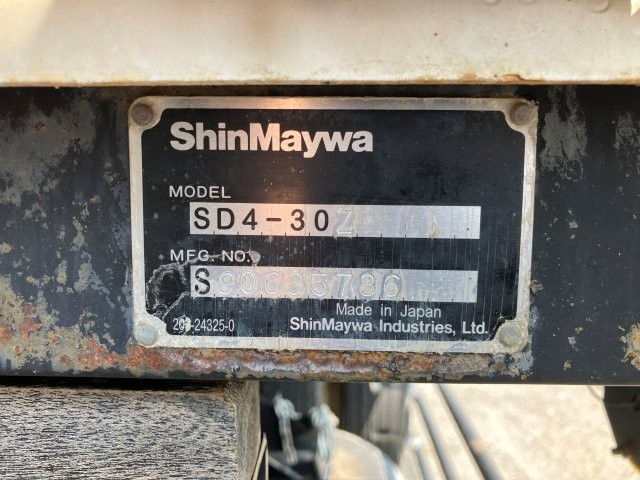 ShinMaywa
MODEL
SD4-30Z
MFG. NO.
Made in Japan
ShinMaywa Industries, Ltd.